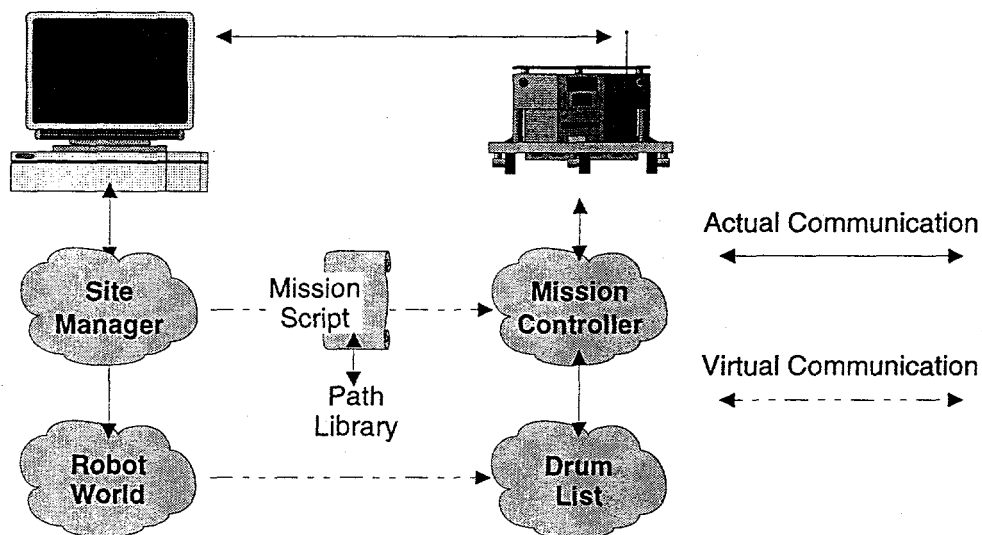 Actual Communication
Site
Manager
Mission
Script
Mission
Controller
Virtual Communication
Path
Library
Robot
World
Drum
List